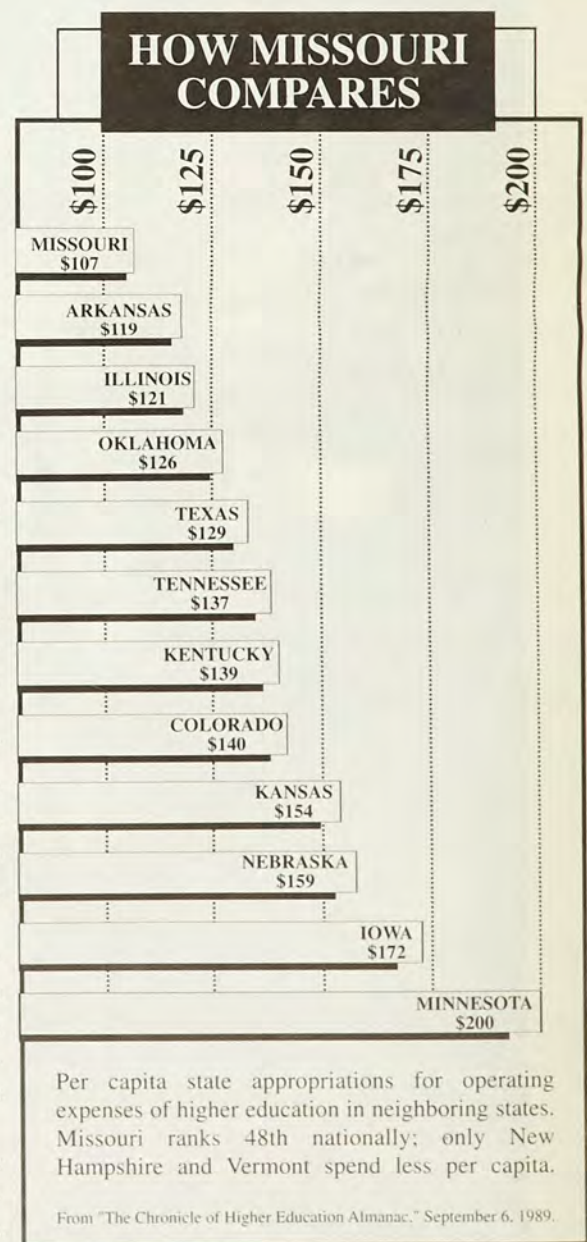 HOW MISSOURI
COMPARES
$100
$125
$150
$175
$200
MISSOURI
$107
ARKANSAS
$119
ILLINOIS
$121
OKLAHOMA
$126
TEXAS
$129
TENNESSEE
$137
KENTUCKY
$139
COLORADO
$140
KANSAS
$154
NEBRASKA
$159
IOWA
$172
MINNESOTA
$200
Per capita state appropriations for operating
expenses of higher education in neighboring states.
Missouri ranks 48th nationally; only New
Hampshire and Vermont spend less per capita.
From "The Chronicle of Higher Education Almanac," September 6, 1989.